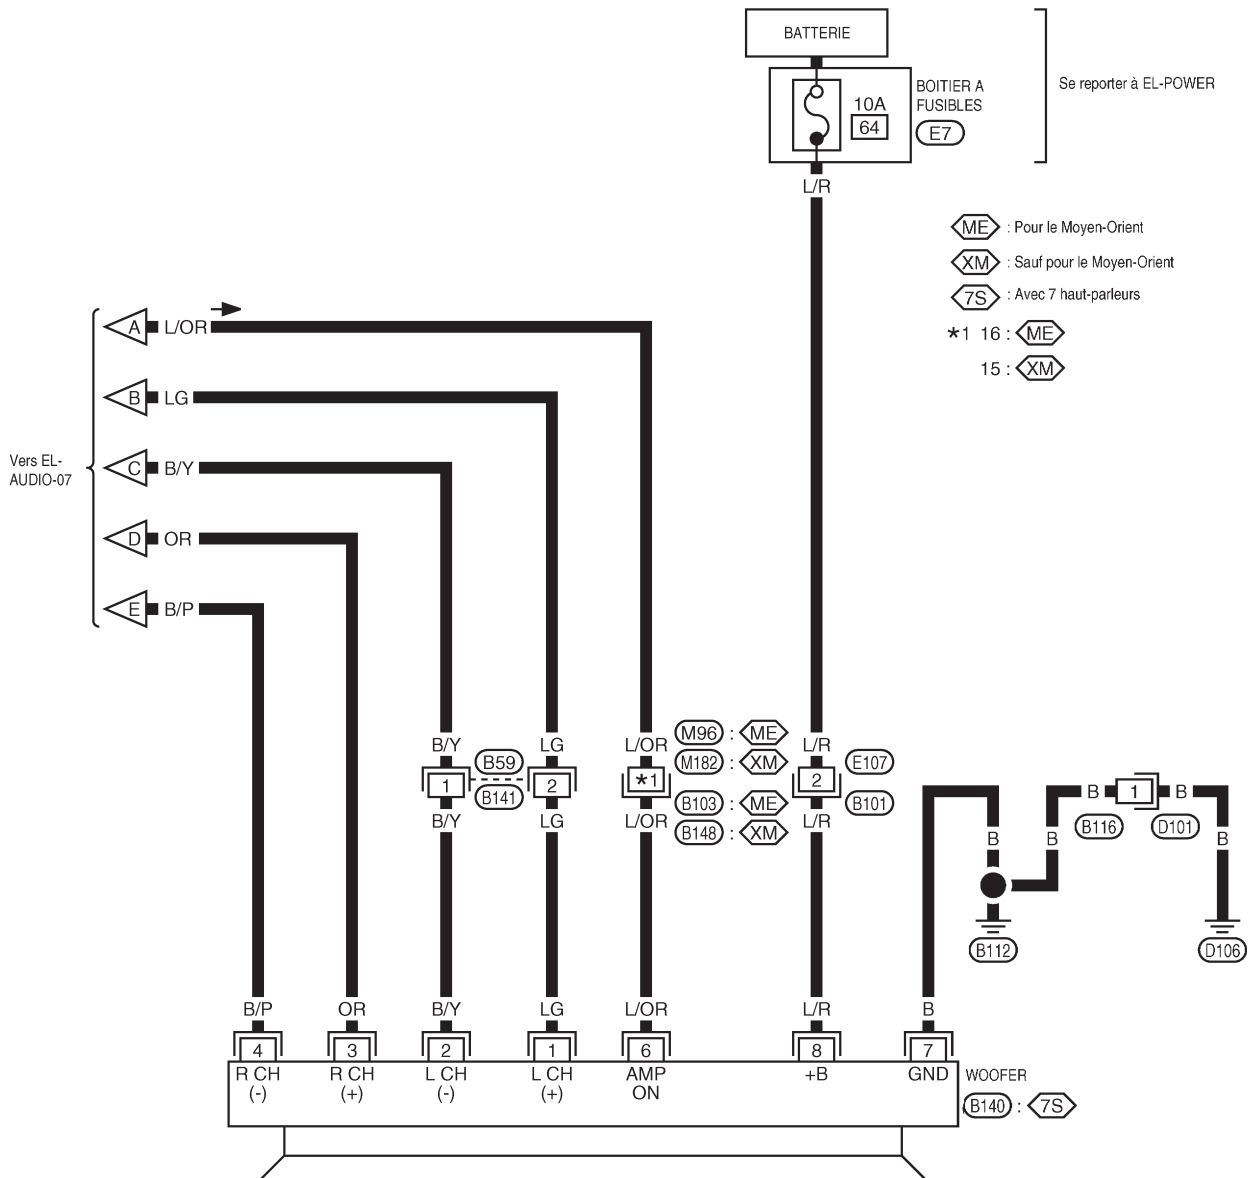 BATTERIE
Se reporter à EL-POWER
BOITIER A
FUSIBLES
10A
64
E7
L/R
ME : Pour le Moyen-Orient
XM : Sauf pour le Moyen-Orient
7S : Avec 7 haut-parleurs
*1 16 : ME
15 : XM
A L/OR
B LG
C B/Y
D OR
E B/P
Vers EL-
AUDIO-07
B/Y LG L/OR L/R
M96 : ME
M182 : XM
B59
E107
1 2 *1 2
B141
B103 : ME
B101
B148 : XM
B/Y LG L/OR L/R
B 1 B
B116 D101
B B B
B112 D106
B/P OR B/Y LG L/OR L/R B
4 3 2 1 6 8 7
R CH R CH L CH L CH AMP +B GND
(-) (+) (-) (+) ON
WOOFER
B140 : 7S